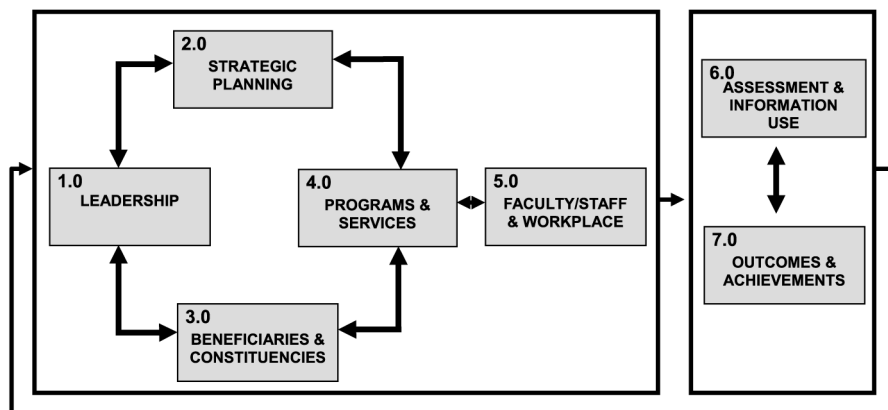 2.0
STRATEGIC
PLANNING
1.0
LEADERSHIP
4.0
PROGRAMS &
SERVICES
5.0
FACULTY/STAFF
& WORKPLACE
3.0
BENEFICIARIES &
CONSTITUENCIES
6.0
ASSESSMENT &
INFORMATION
USE
7.0
OUTCOMES &
ACHIEVEMENTS